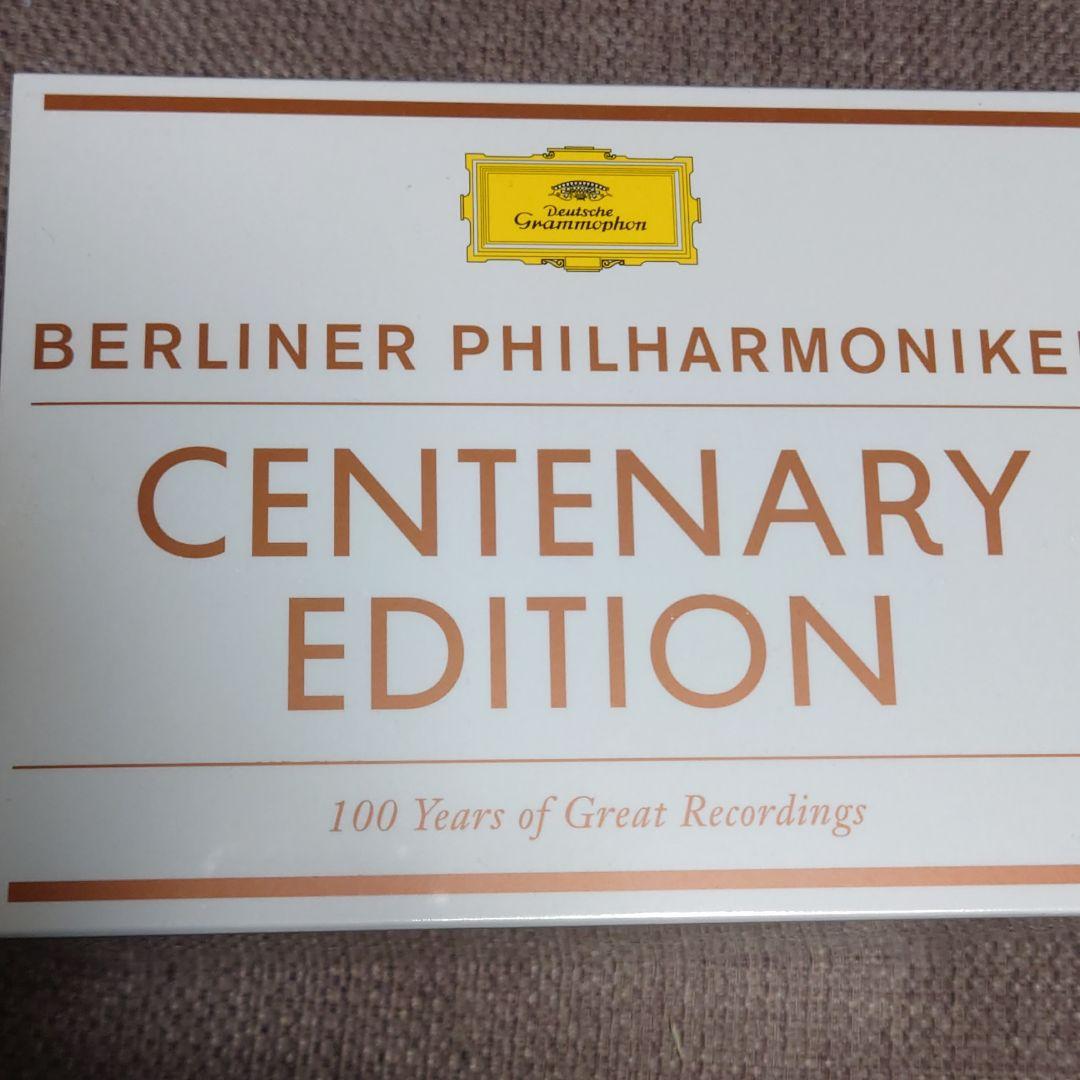 Deutsche
Grammophon
BERLINER PHILHARMONIKE
CENTENARY
EDITION
100 Years of Great Recordings